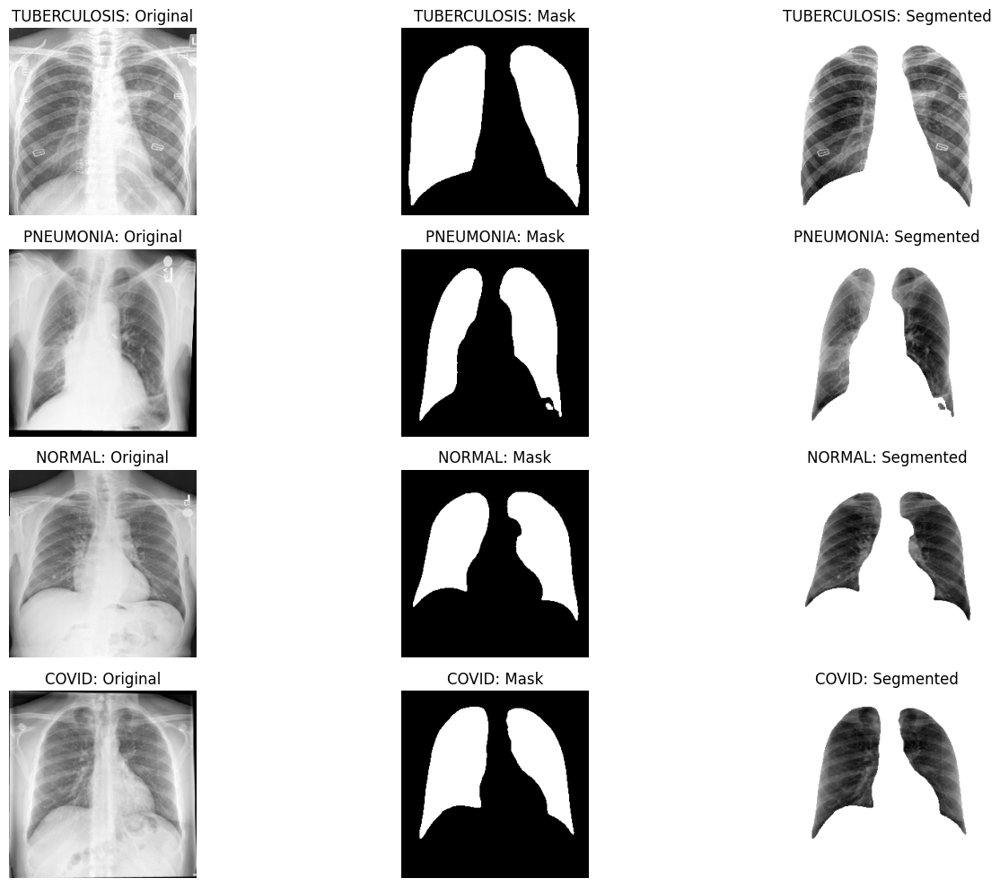 TUBERCULOSIS: Original
TUBERCULOSIS: Mask
TUBERCULOSIS: Segmented
L
PNEUMONIA: Original
PNEUMONIA: Mask
PNEUMONIA: Segmented
NORMAL: Original
NORMAL: Mask
NORMAL: Segmented
COVID: Original
COVID: Mask
COVID: Segmented